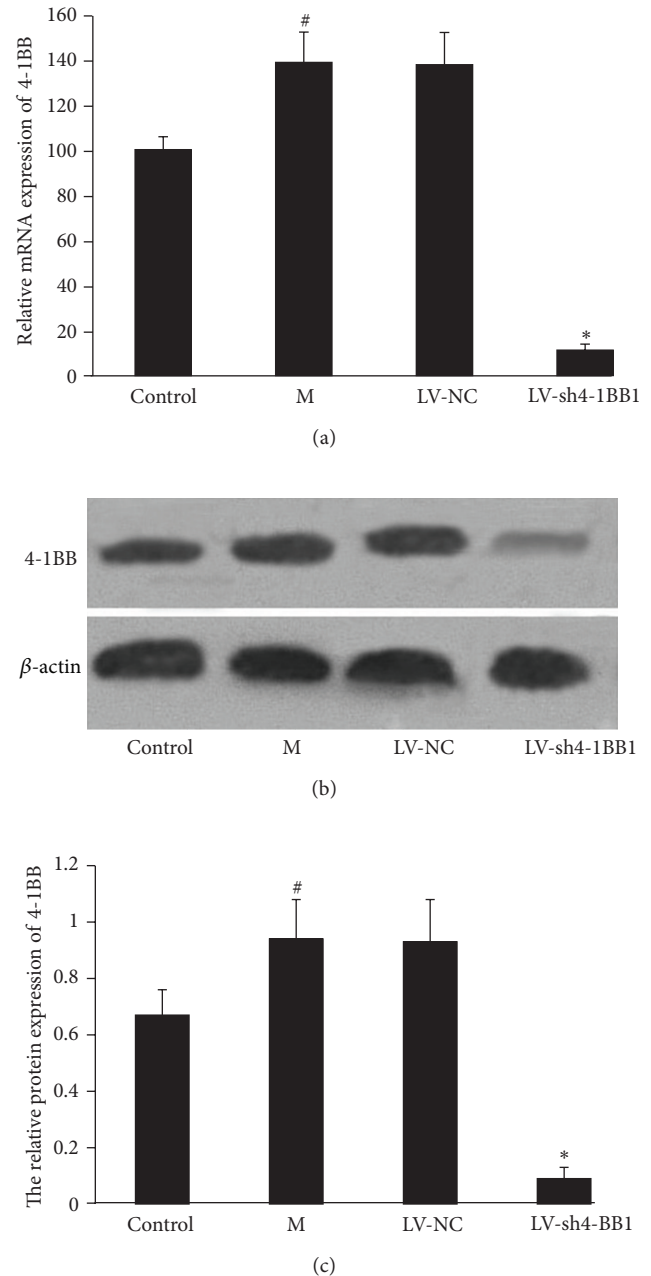 Relative mRNA expression of 4-1BB
160
140
120
100
80
60
40
20
0
#
*
Control M LV-NC LV-sh4-1BB1
(a)
4-1BB
β-actin
Control M LV-NC LV-sh4-1BB1
(b)
The relative protein expression of 4-1BB
1.2
1
0.8
0.6
0.4
0.2
0
#
*
Control M LV-NC LV-sh4-BB1
(c)